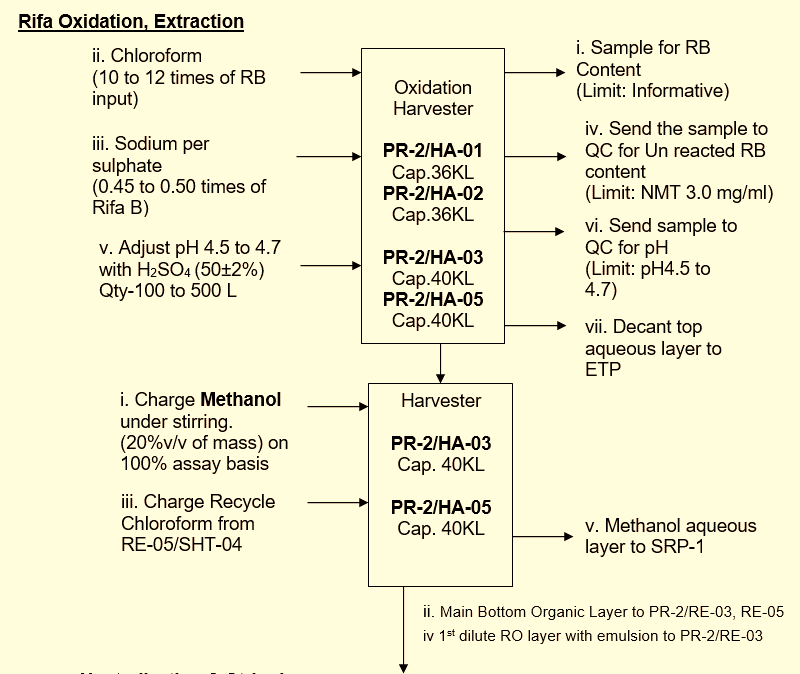 Rifa Oxidation, Extraction
ii. Chloroform
(10 to 12 times of RB
input)
iii. Sodium per
sulphate
(0.45 to 0.50 times of
Rifa B)
v. Adjust pH 4.5 to 4.7
with H₂SO₄ (50±2%)
Qty-100 to 500 L
Oxidation
Harvester
PR-2/HA-01
Cap.36KL
PR-2/HA-02
Cap.36KL
PR-2/HA-03
Cap.40KL
PR-2/HA-05
Cap.40KL
i. Sample for RB
Content
(Limit: Informative)
iv. Send the sample to
QC for Un reacted RB
content
(Limit: NMT 3.0 mg/ml)
vi. Send sample to
QC for pH
(Limit: pH4.5 to
4.7)
vii. Decant top
aqueous layer to
ETP
i. Charge Methanol
under stirring.
(20%v/v of mass) on
100% assay basis
iii. Charge Recycle
Chloroform from
RE-05/SHT-04
Harvester
PR-2/HA-03
Cap. 40KL
PR-2/HA-05
Cap. 40KL
v. Methanol aqueous
layer to SRP-1
ii. Main Bottom Organic Layer to PR-2/RE-03, RE-05
iv 1st dilute RO layer with emulsion to PR-2/RE-03